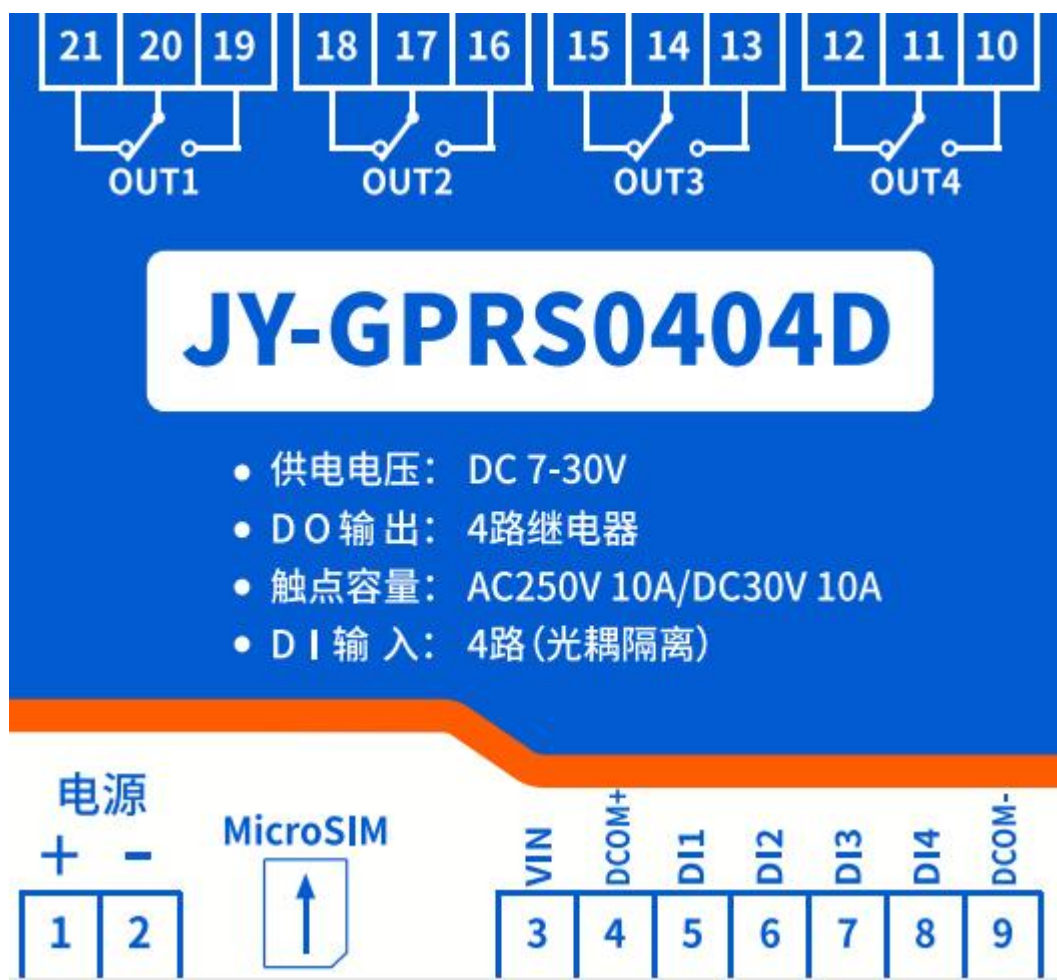 21 20 19 18 17 16 15 14 13 12 11 10
OUT1 OUT2 OUT3 OUT4
JY-GPRS0404D
• 供电电压： DC 7-30V
• DO输出： 4路继电器
• 触点容量： AC250V 10A/DC30V 10A
• DI输入： 4路(光耦隔离)
电源
+ -
MicroSIM
VIN DCOM+ DI1 DI2 DI3 DI4 DCOM-
1 2 3 4 5 6 7 8 9